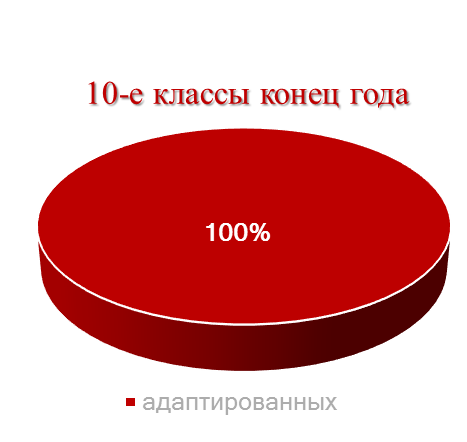 10-е классы конец года
100%
адаптированных